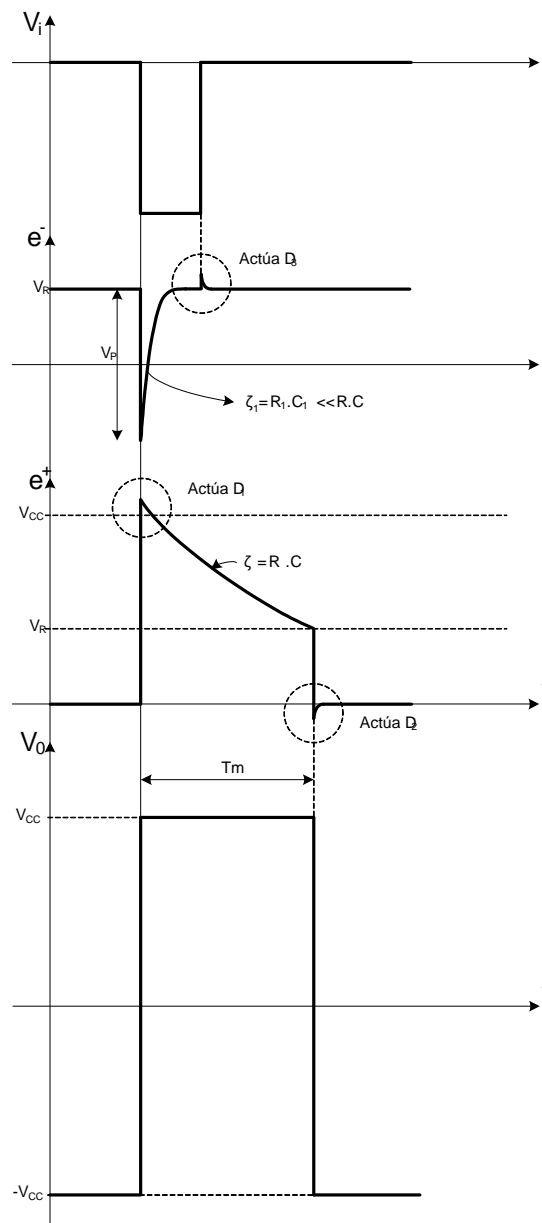 Vi
e-
Actúa D3
VR
VP
ζ1=R1.C1 <<R.C
e+
Actúa D1
VCC
ζ =R .C
VR
Actúa D2
V0
Tm
VCC
-VCC